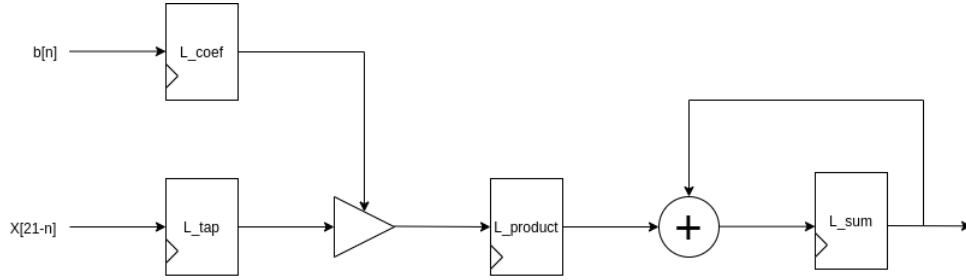 b[n]
L_coef
X[21-n]
L_tap
L_product
+
L_sum